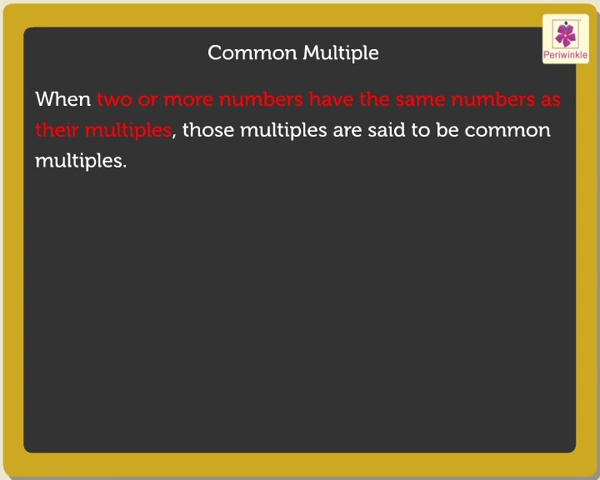 Common Multiple
Periwinkle
When two or more numbers have the same numbers as
their multiples, those multiples are said to be common
multiples.